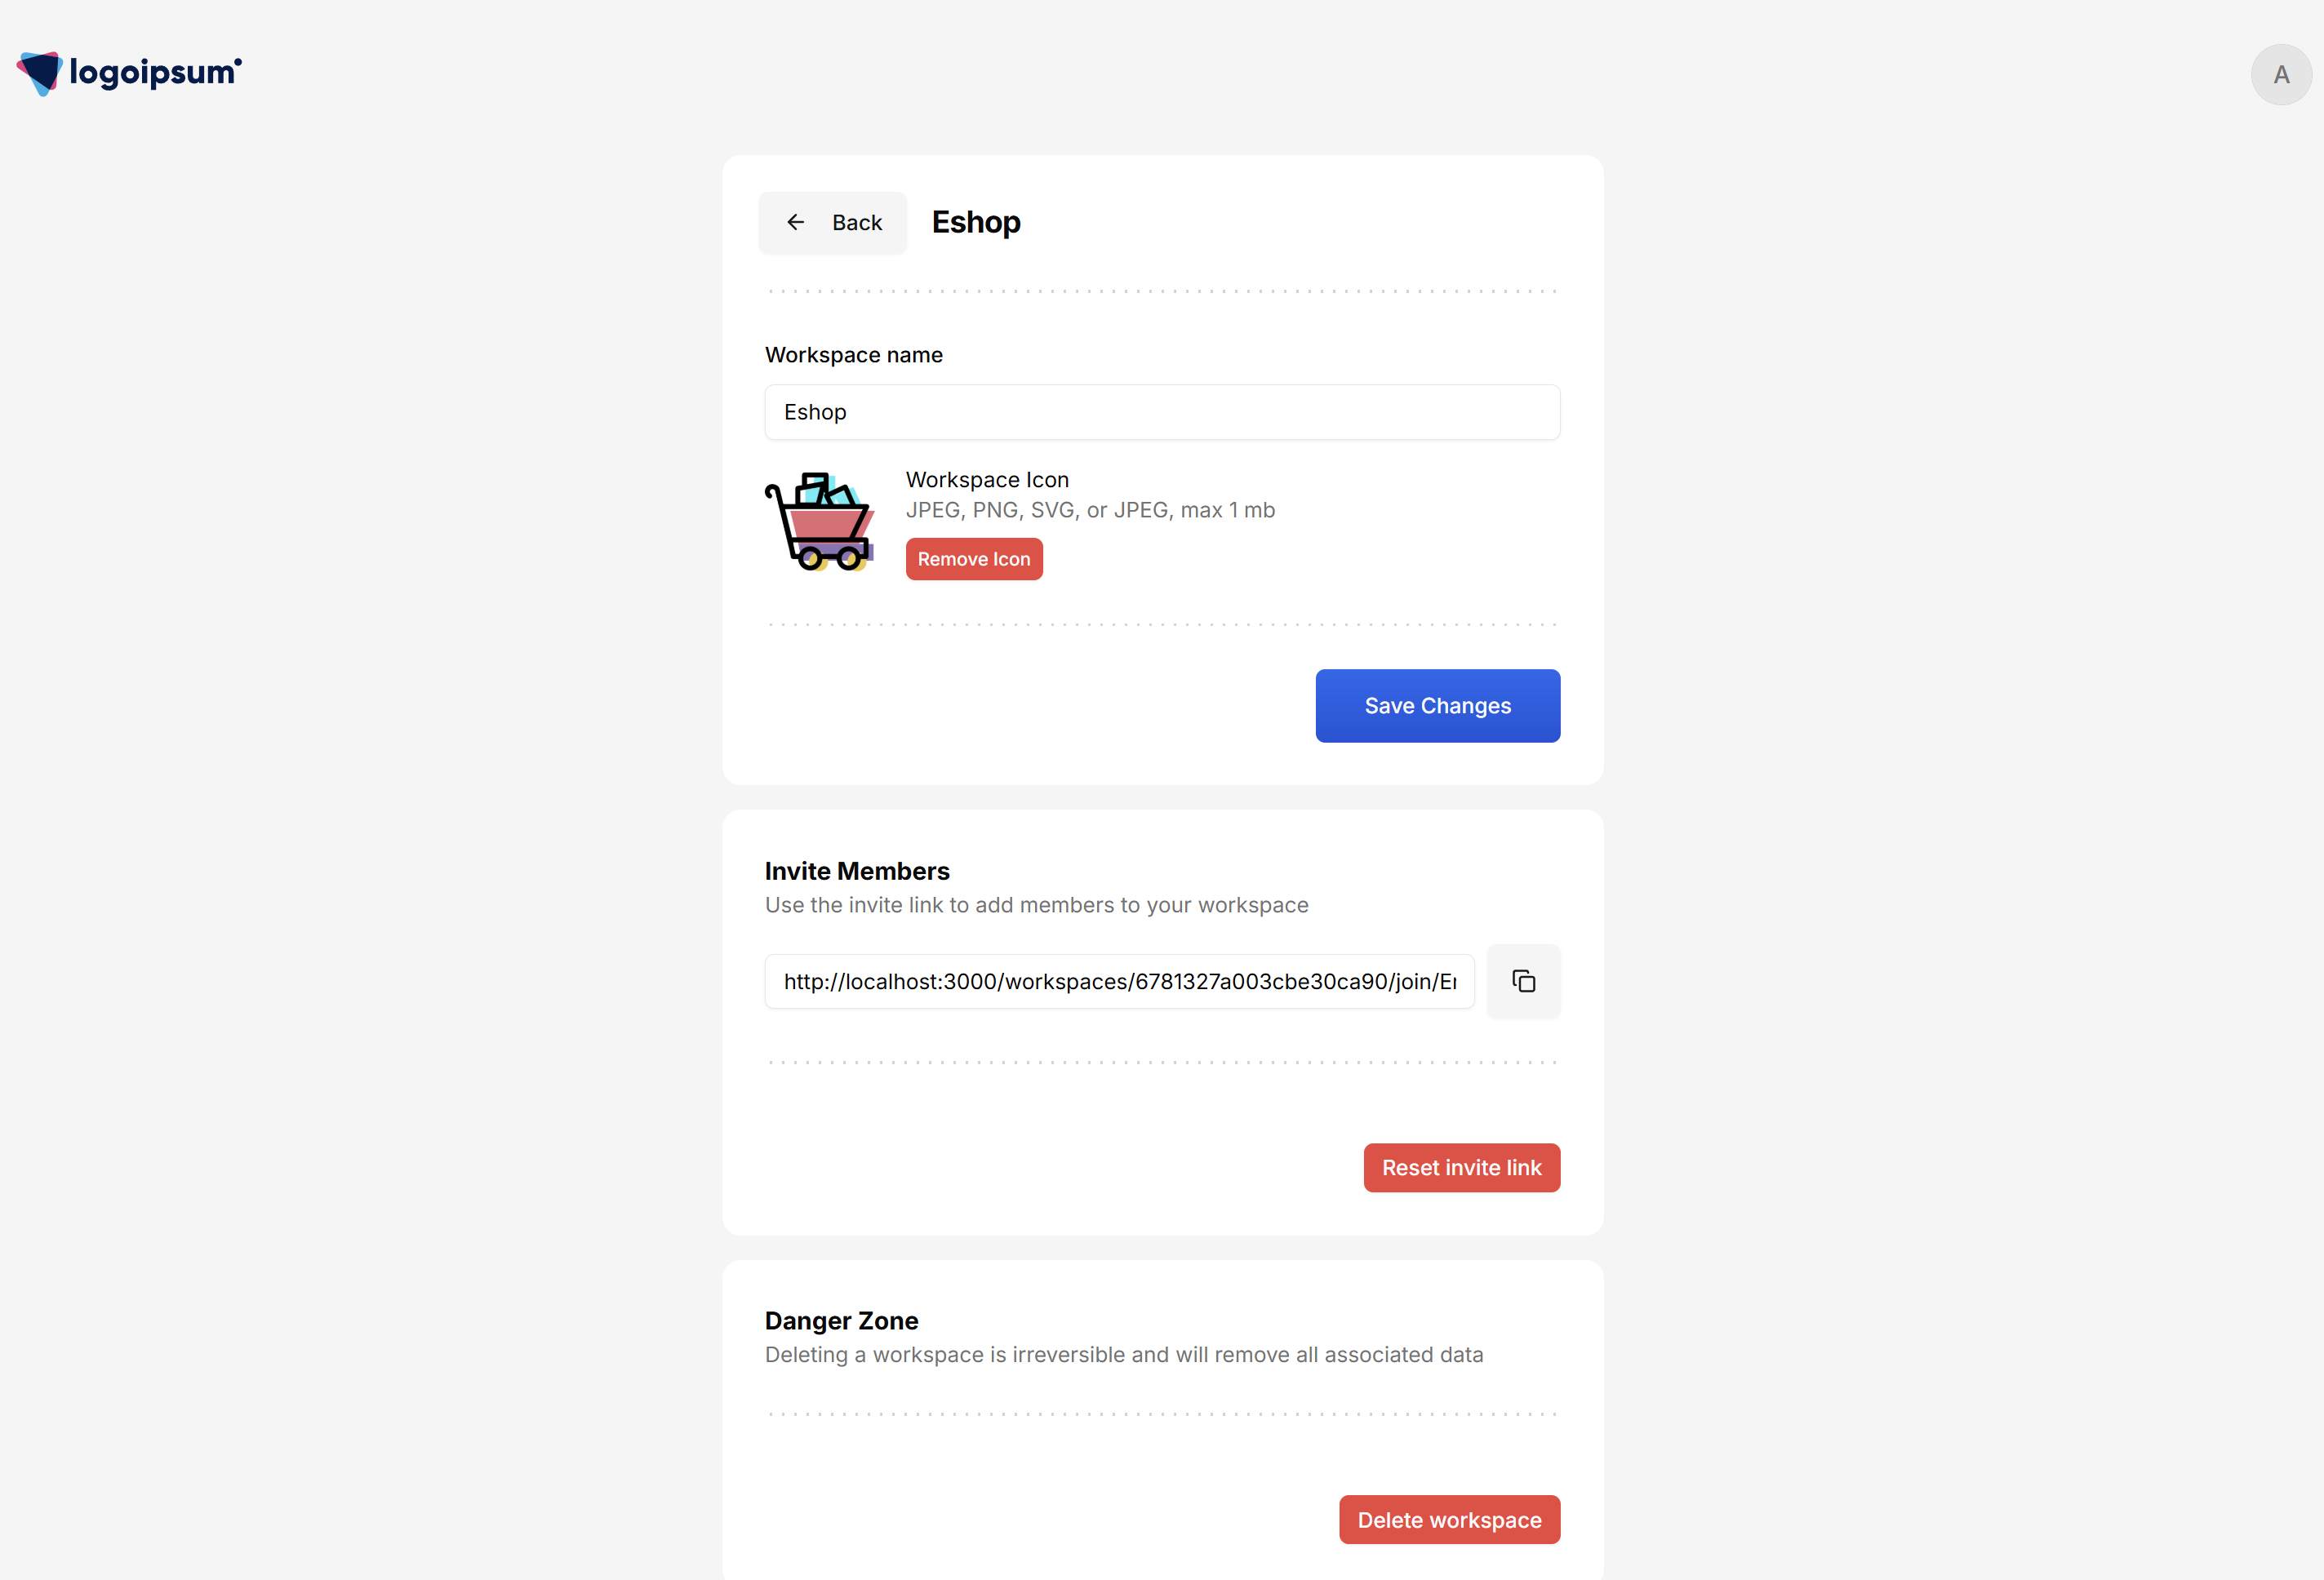 logoipsum
A
Back
Eshop
Workspace name
Eshop
Workspace Icon
JPEG, PNG, SVG, or JPEG, max 1 mb
Remove Icon
Save Changes
Invite Members
Use the invite link to add members to your workspace
http://localhost:3000/workspaces/6781327a003cbe30ca90/join/E
Reset invite link
Danger Zone
Deleting a workspace is irreversible and will remove all associated data
Delete workspace